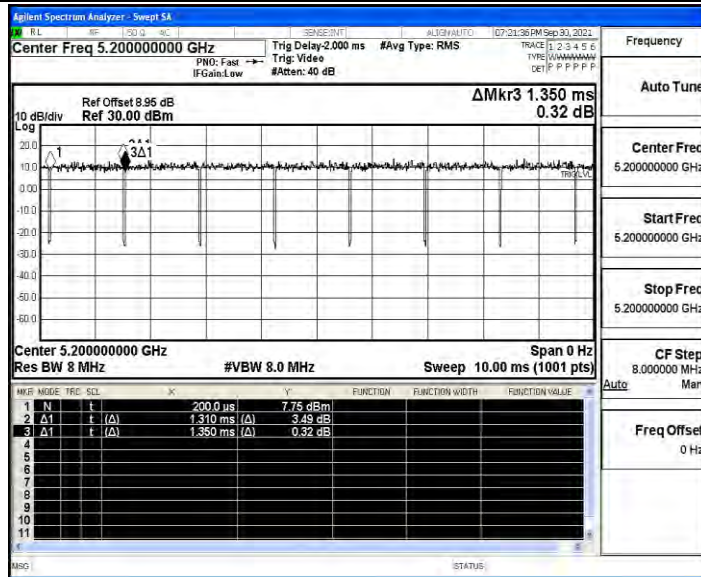 Agilent Spectrum Analyzer - Swept SA
RL RF 50 Ω AC SENSE:INT ALIGN AUTO 07:21:36 PM Sep 30, 2021
Center Freq 5.200000000 GHz
PNO: Fast
IFGain:Low
Trig Delay-2.000 ms
Trig: Video
#Atten: 40 dB
#Avg Type: RMS
TRACE 1 2 3 4 5 6
TYPE WWWWWW
DET P P P P P P
Ref Offset 8.95 dB
10 dB/div Ref 30.00 dBm
Log
ΔMkr3 1.350 ms
0.32 dB
20.0
10.0
0.00
-10.0
-20.0
-30.0
-40.0
-50.0
-60.0
1
3Δ1
TRIG LVL
Center 5.200000000 GHz Span 0 Hz
Res BW 8 MHz #VBW 8.0 MHz Sweep 10.00 ms (1001 pts)
MKR MODE TRC SCL X Y FUNCTION FUNCTION WIDTH FUNCTION VALUE
1 N t 200.0 µs 7.75 dBm
2 Δ1 t (Δ) 1.310 ms (Δ) 3.49 dB
3 Δ1 t (Δ) 1.350 ms (Δ) 0.32 dB
4
5
6
7
8
9
10
11
MSG STATUS
Frequency
Auto Tune
Center Freq
5.200000000 GHz
Start Freq
5.200000000 GHz
Stop Freq
5.200000000 GHz
CF Step
8.000000 MHz
Auto Man
Freq Offset
0 Hz